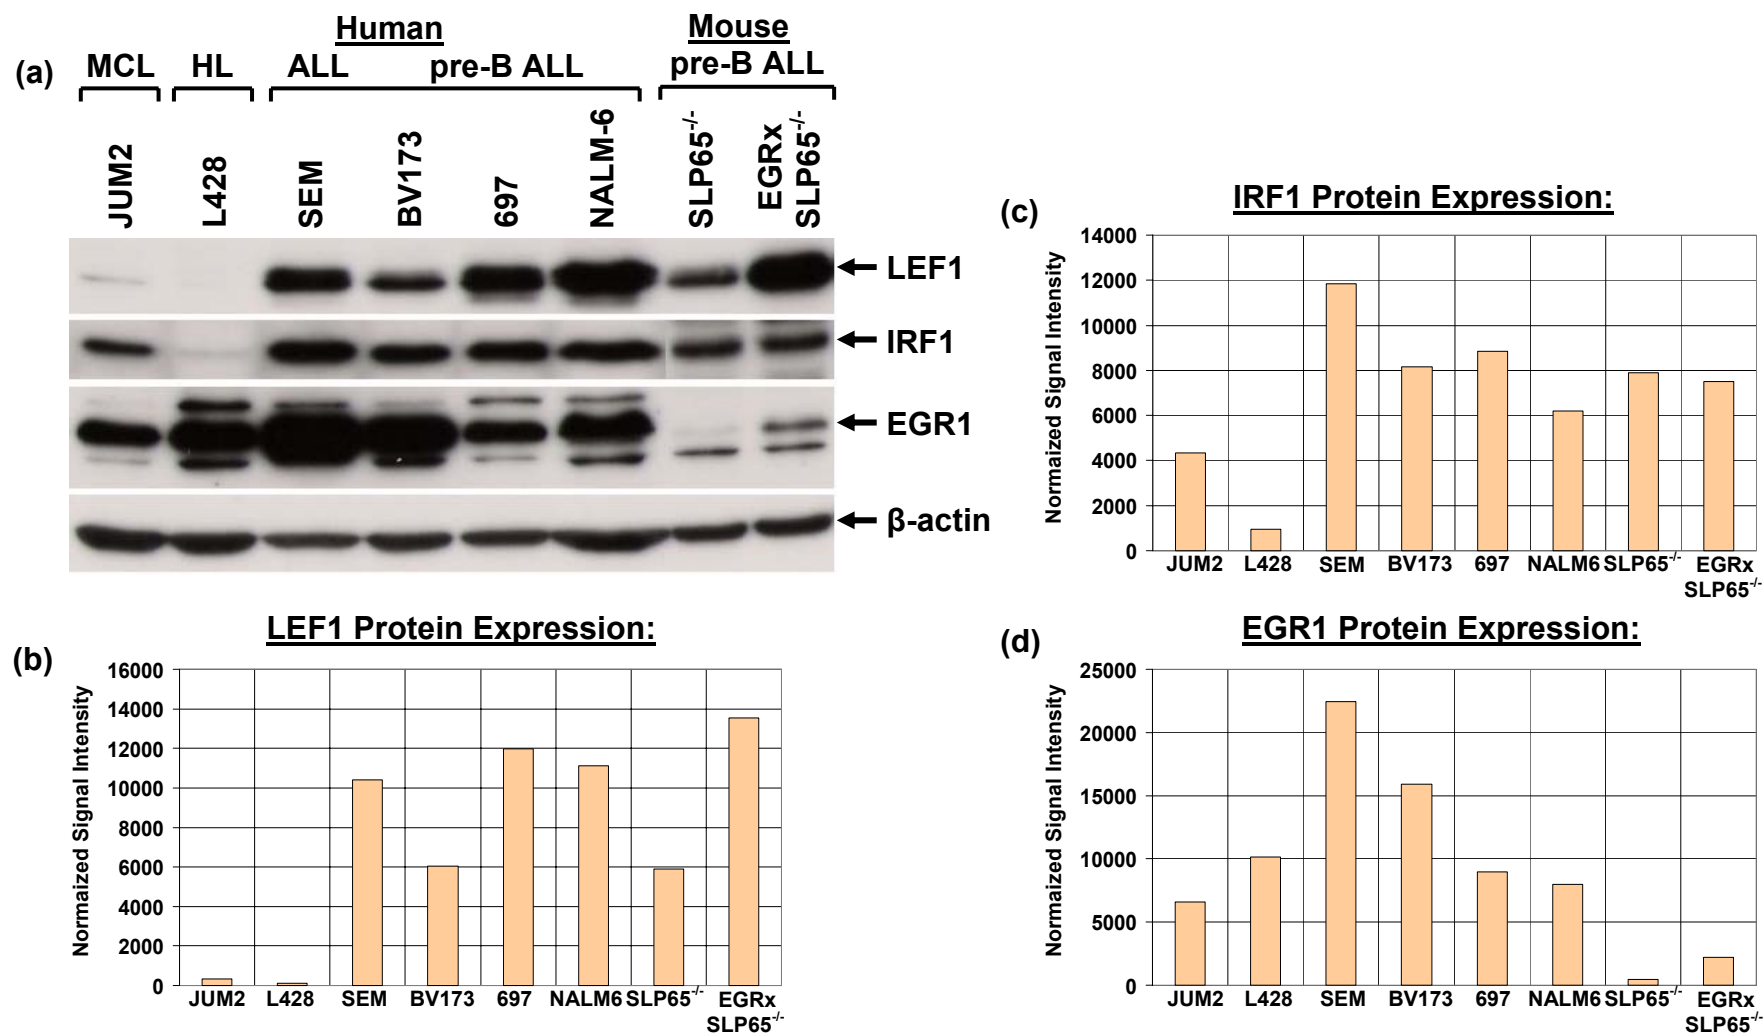 (a)
Human
Mouse
MCL HL ALL pre-B ALL pre-B ALL
JUM2
L428
SEM
BV173
697
NALM-6
SLP65-/-
EGRx
SLP65-/-
LEF1
IRF1
EGR1
β-actin
(b)
LEF1 Protein Expression:
Normaized Signal Intensity
16000
14000
12000
10000
8000
6000
4000
2000
0
JUM2 L428 SEM BV173 697 NALM6 SLP65-/- EGRx
SLP65-/-
(c)
IRF1 Protein Expression:
Normaized Signal Intensity
14000
12000
10000
8000
6000
4000
2000
0
JUM2 L428 SEM BV173 697 NALM6 SLP65-/- EGRx
SLP65-/-
(d)
EGR1 Protein Expression:
Normaized Signal Intensity
25000
20000
15000
10000
5000
0
JUM2 L428 SEM BV173 697 NALM6 SLP65-/- EGRx
SLP65-/-